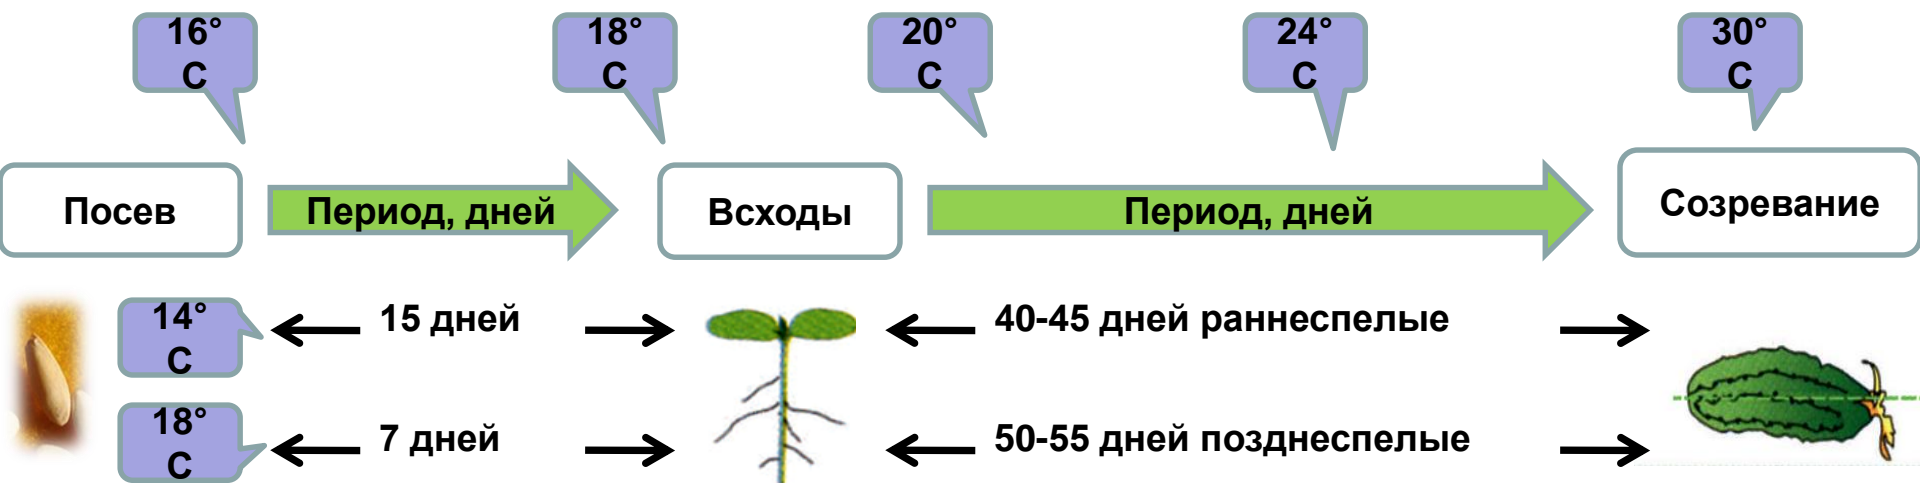 16°
С
18°
С
20°
С
24°
С
30°
С
Посев
Период, дней
Всходы
Период, дней
Созревание
14°
С
15 дней
40-45 дней раннеспелые
18°
С
7 дней
50-55 дней позднеспелые